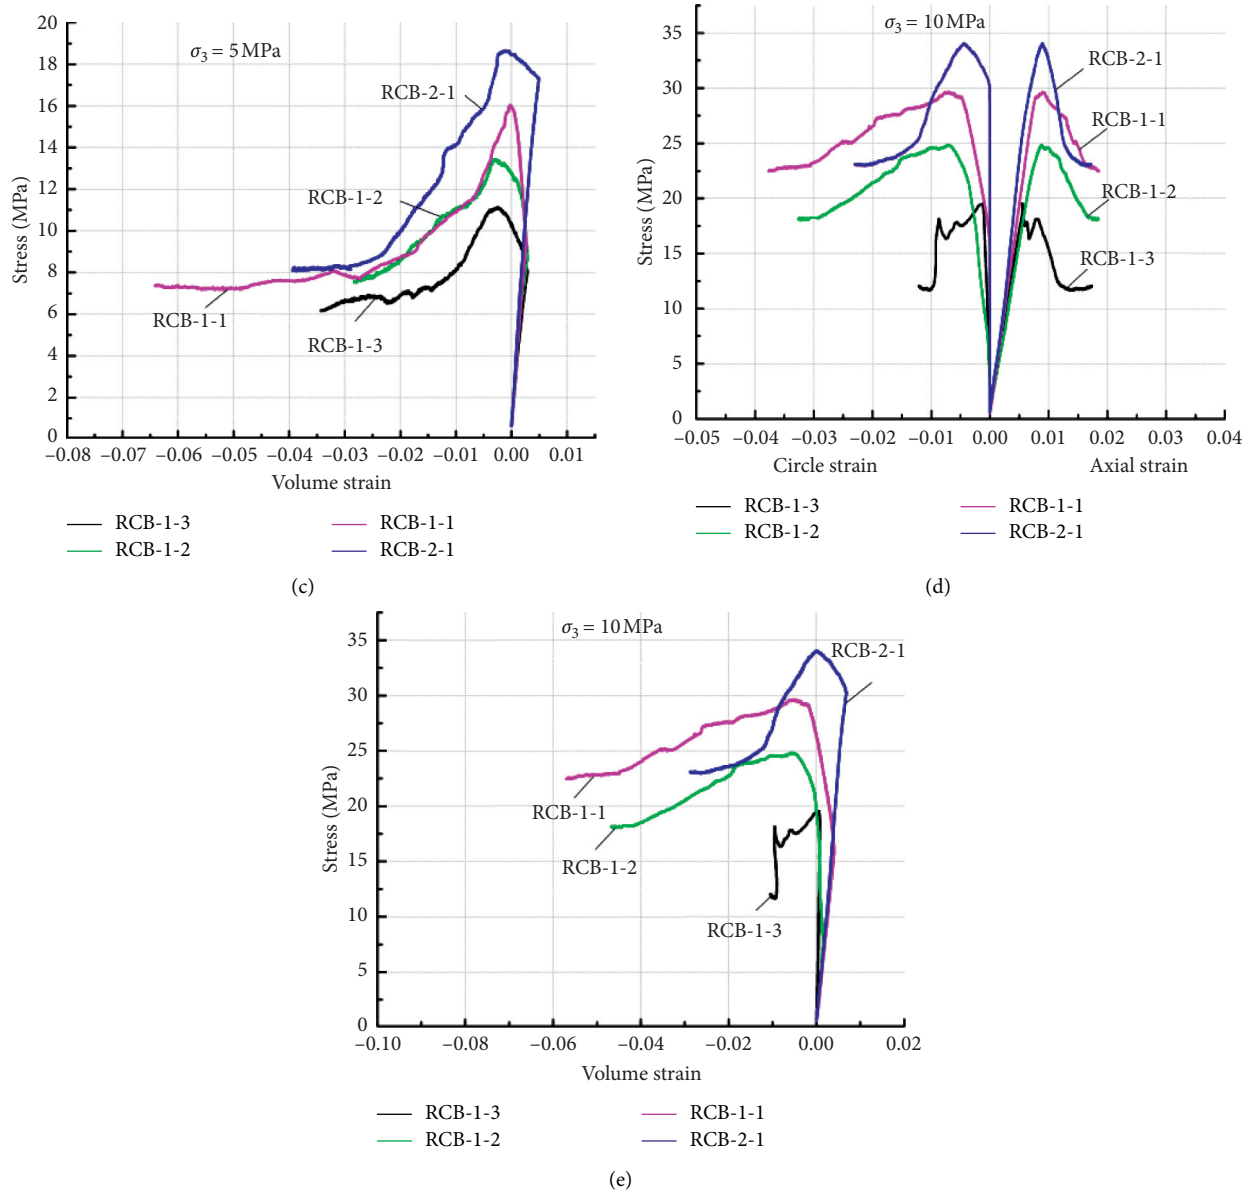 20
18
16
14
12
10
8
6
4
2
0
Stress (MPa)
σ3 = 5 MPa
RCB-2-1
RCB-1-2
RCB-1-1
RCB-1-3
−0.08 −0.07 −0.06 −0.05 −0.04 −0.03 −0.02 −0.01 0.00 0.01
Volume strain
RCB-1-3 RCB-1-1
RCB-1-2 RCB-2-1
(c)
35
30
25
20
15
10
5
0
Stress (MPa)
σ3 = 10 MPa
RCB-2-1
RCB-1-1
RCB-1-2
RCB-1-3
−0.05 −0.04 −0.03 −0.02 −0.01 0.00 0.01 0.02 0.03 0.04
Circle strain Axial strain
RCB-1-3 RCB-1-1
RCB-1-2 RCB-2-1
(d)
35
30
25
20
15
10
5
0
Stress (MPa)
σ3 = 10 MPa
RCB-2-1
RCB-1-1
RCB-1-2
RCB-1-3
−0.10 −0.08 −0.06 −0.04 −0.02 0.00 0.02
Volume strain
RCB-1-3 RCB-1-1
RCB-1-2 RCB-2-1
(e)